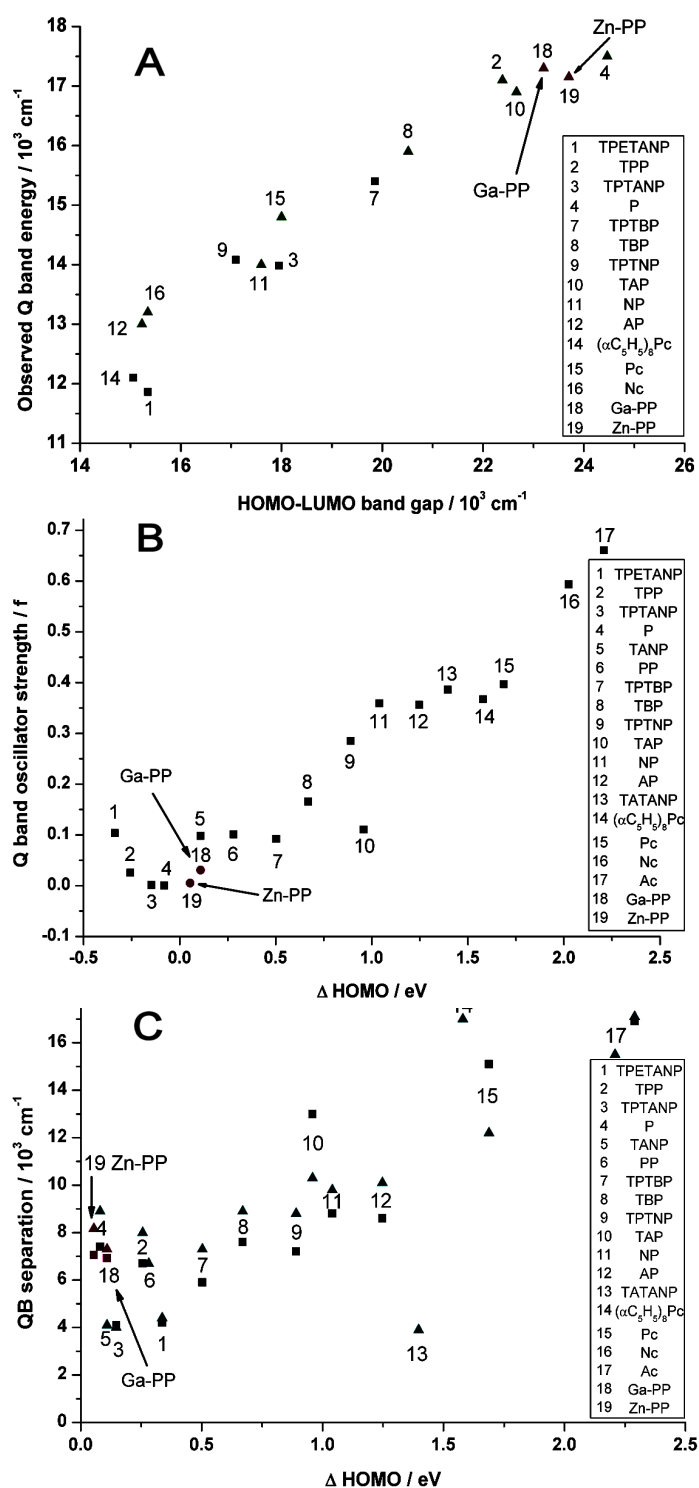 A
Observed Q band energy / 10³ cm⁻¹
18
17
16
15
14
13
12
11
2
10
18
19
Zn-PP
4
Ga-PP
8
7
15
9
11
3
16
12
14
1
1 TPETANP
2 TPP
3 TPTANP
4 P
7 TPTBP
8 TBP
9 TPTNP
10 TAP
11 NP
12 AP
14 (αC₅H₅)₈Pc
15 Pc
16 Nc
18 Ga-PP
19 Zn-PP
14 16 18 20 22 24 26
HOMO-LUMO band gap / 10³ cm⁻¹
B
Q band oscillator strength / f
0.7
0.6
0.5
0.4
0.3
0.2
0.1
0.0
-0.1
17
16
13
15
11
12
14
9
8
Ga-PP
1
5
10
2
18
6
7
4
3
19
Zn-PP
1 TPETANP
2 TPP
3 TPTANP
4 P
5 TANP
6 PP
7 TPTBP
8 TBP
9 TPTNP
10 TAP
11 NP
12 AP
13 TATANP
14 (αC₅H₅)₈Pc
15 Pc
16 Nc
17 Ac
18 Ga-PP
19 Zn-PP
-0.5 0.0 0.5 1.0 1.5 2.0 2.5
Δ HOMO / eV
C
QB separation / 10³ cm⁻¹
16
14
12
10
8
6
4
2
0
14
17
15
10
19 Zn-PP
11
12
4
8
9
2
7
18
6
5
3
1
13
Ga-PP
1 TPETANP
2 TPP
3 TPTANP
4 P
5 TANP
6 PP
7 TPTBP
8 TBP
9 TPTNP
10 TAP
11 NP
12 AP
13 TATANP
14 (αC₅H₅)₈Pc
15 Pc
16 Nc
17 Ac
18 Ga-PP
19 Zn-PP
0.0 0.5 1.0 1.5 2.0 2.5
Δ HOMO / eV